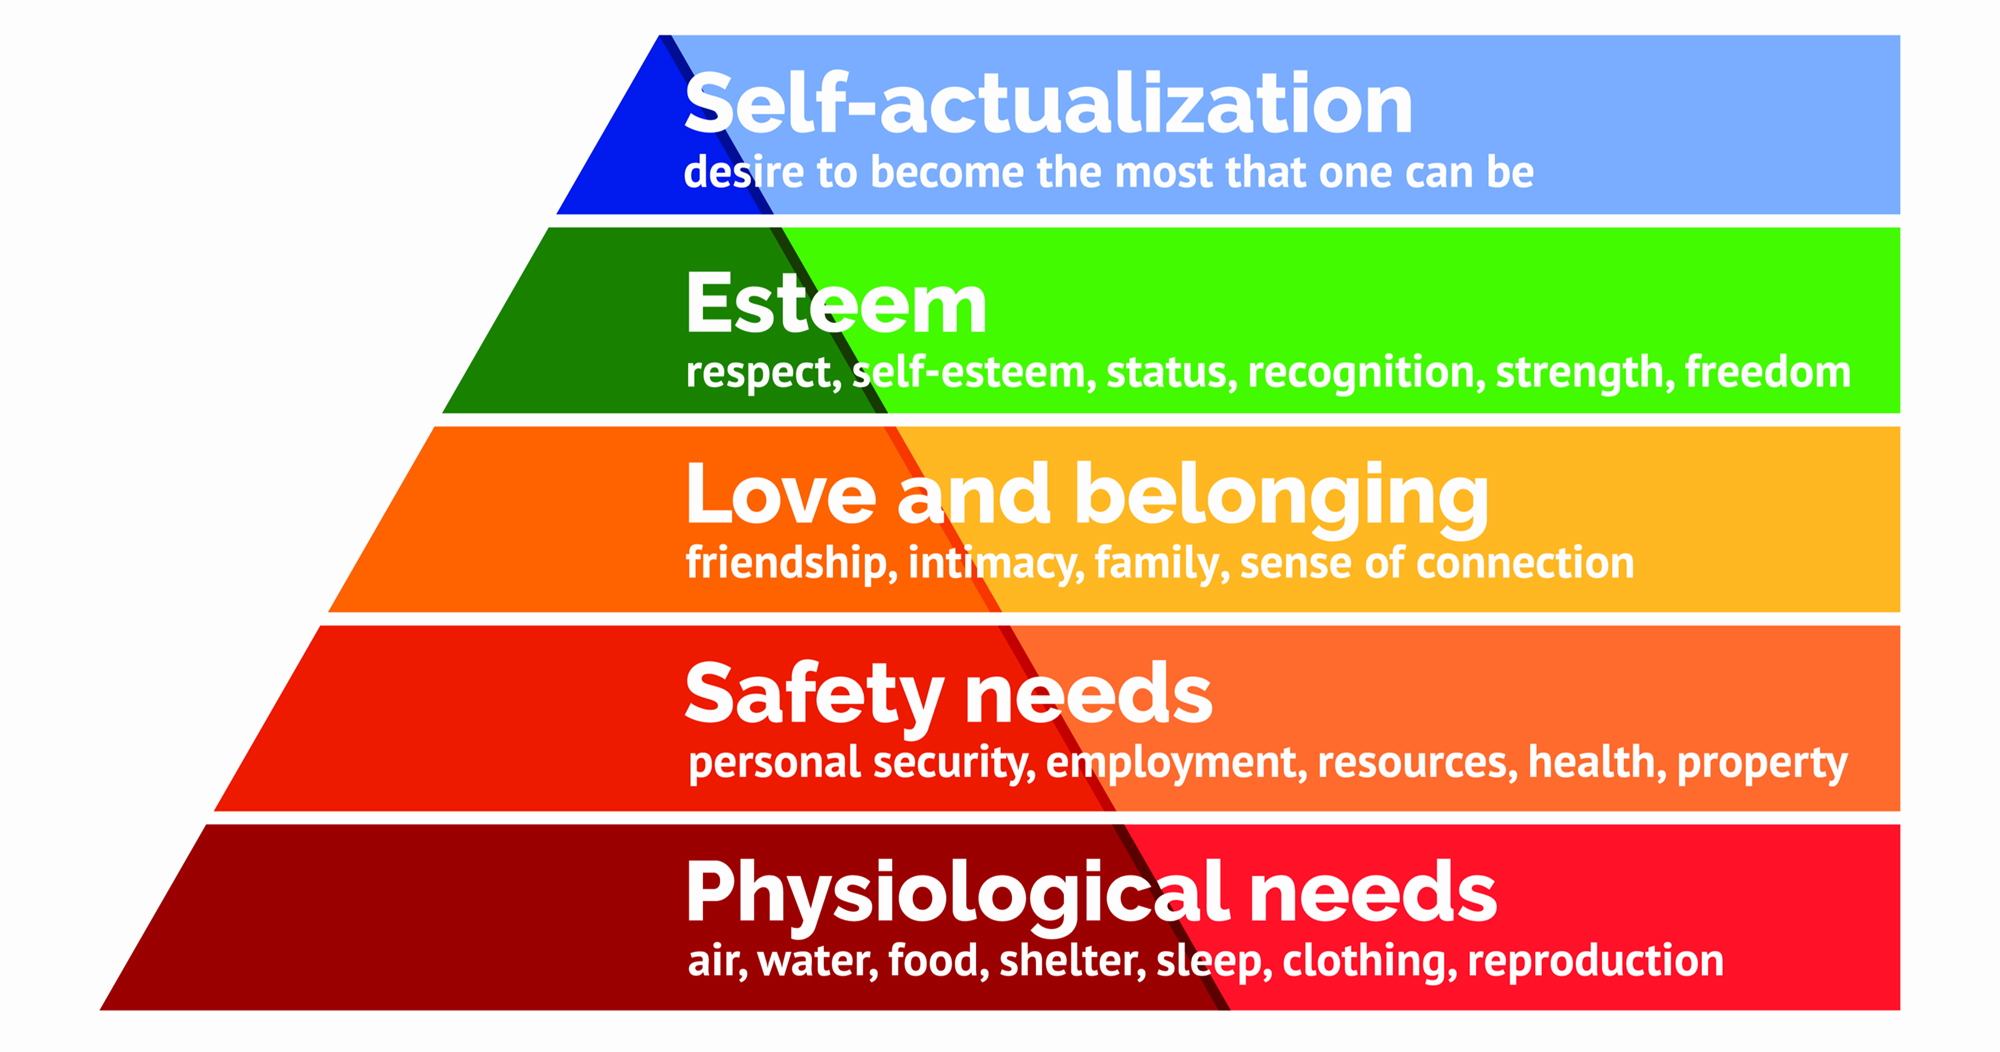 Self-actualization
desire to become the most that one can be
Esteem
respect, self-esteem, status, recognition, strength, freedom
Love and belonging
friendship, intimacy, family, sense of connection
Safety needs
personal security, employment, resources, health, property
Physiological needs
air, water, food, shelter, sleep, clothing, reproduction